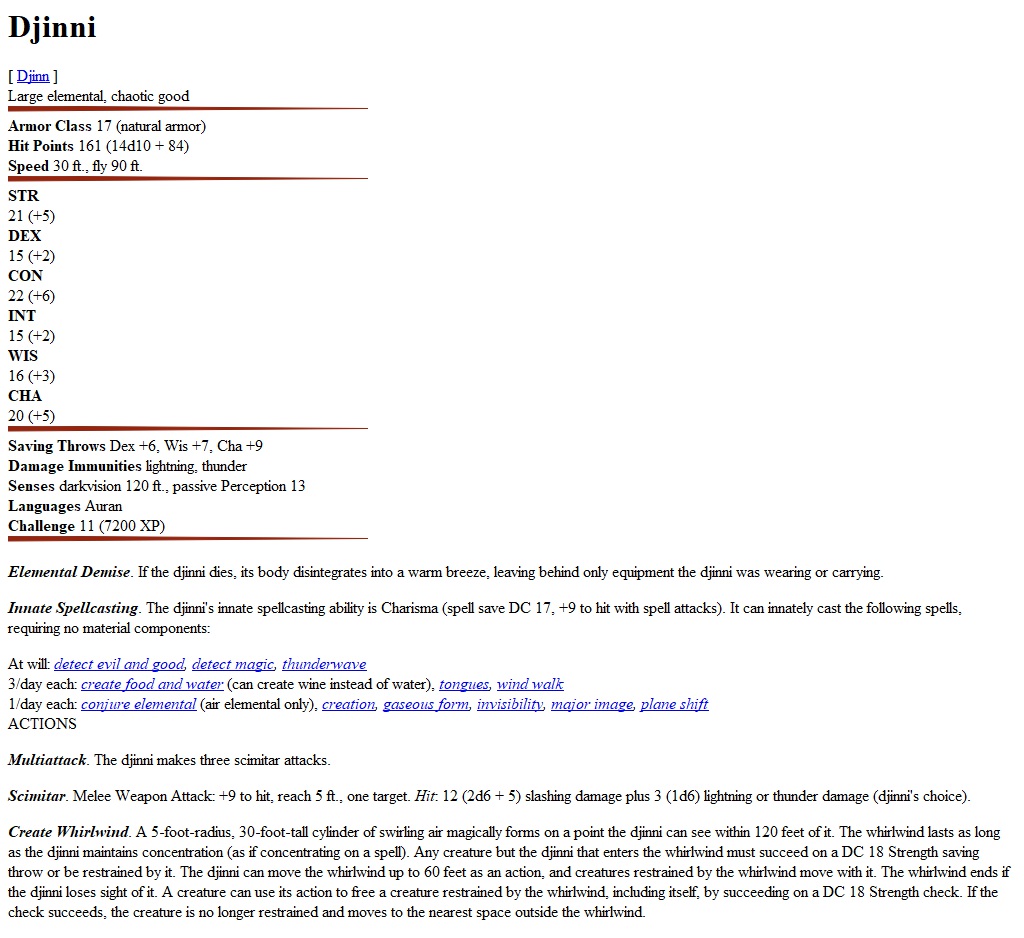 Djinni
[ Djinn ]
Large elemental, chaotic good
Armor Class 17 (natural armor)
Hit Points 161 (14d10 + 84)
Speed 30 ft., fly 90 ft.
STR
21 (+5)
DEX
15 (+2)
CON
22 (+6)
INT
15 (+2)
WIS
16 (+3)
CHA
20 (+5)
Saving Throws Dex +6, Wis +7, Cha +9
Damage Immunities lightning, thunder
Senses darkvision 120 ft., passive Perception 13
Languages Auran
Challenge 11 (7200 XP)
Elemental Demise. If the djinni dies, its body disintegrates into a warm breeze, leaving behind only equipment the djinni was wearing or carrying.
Innate Spellcasting. The djinni's innate spellcasting ability is Charisma (spell save DC 17, +9 to hit with spell attacks). It can innately cast the following spells,
requiring no material components:
At will: detect evil and good, detect magic, thunderwave
3/day each: create food and water (can create wine instead of water), tongues, wind walk
1/day each: conjure elemental (air elemental only), creation, gaseous form, invisibility, major image, plane shift
ACTIONS
Multiattack. The djinni makes three scimitar attacks.
Scimitar. Melee Weapon Attack: +9 to hit, reach 5 ft., one target. Hit: 12 (2d6 + 5) slashing damage plus 3 (1d6) lightning or thunder damage (djinni's choice).
Create Whirlwind. A 5-foot-radius, 30-foot-tall cylinder of swirling air magically forms on a point the djinni can see within 120 feet of it. The whirlwind lasts as long
as the djinni maintains concentration (as if concentrating on a spell). Any creature but the djinni that enters the whirlwind must succeed on a DC 18 Strength saving
throw or be restrained by it. The djinni can move the whirlwind up to 60 feet as an action, and creatures restrained by the whirlwind move with it. The whirlwind ends if
the djinni loses sight of it. A creature can use its action to free a creature restrained by the whirlwind, including itself, by succeeding on a DC 18 Strength check. If the
check succeeds, the creature is no longer restrained and moves to the nearest space outside the whirlwind.